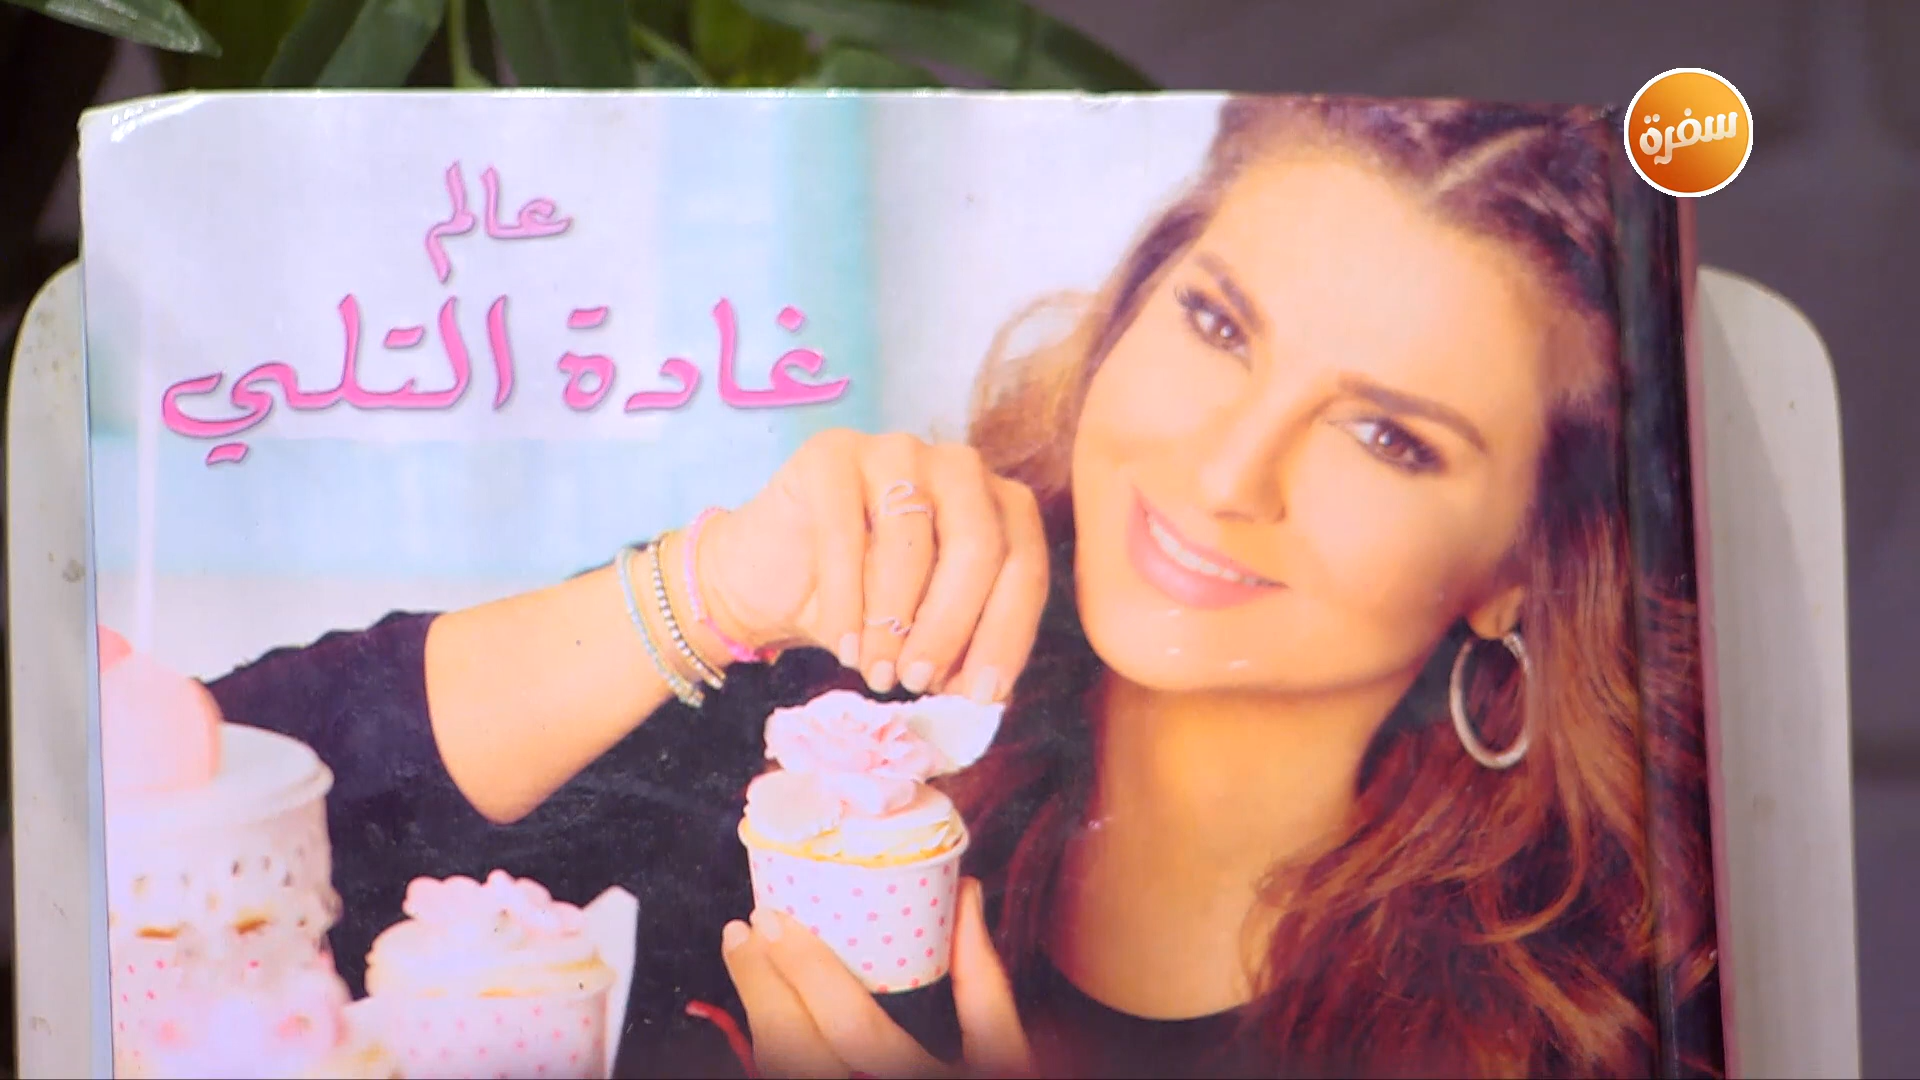 سفرة
عالم
غادة التلي